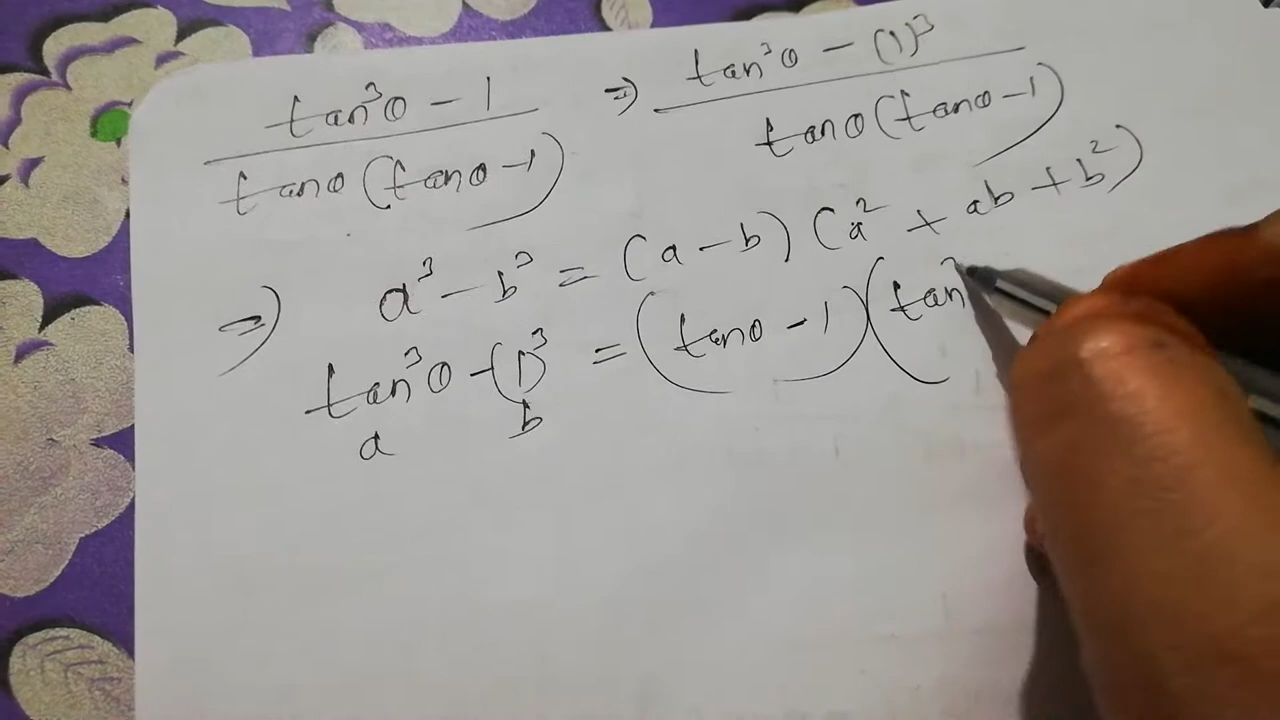 tan³θ - 1 ⇒ tan³θ - (1)³
tanθ (tanθ - 1) tanθ (tanθ - 1)
⇒ a³ - b³ = (a - b) (a² + ab + b²)
tan³θ - (1)³ = (tanθ - 1) (tan²
a b